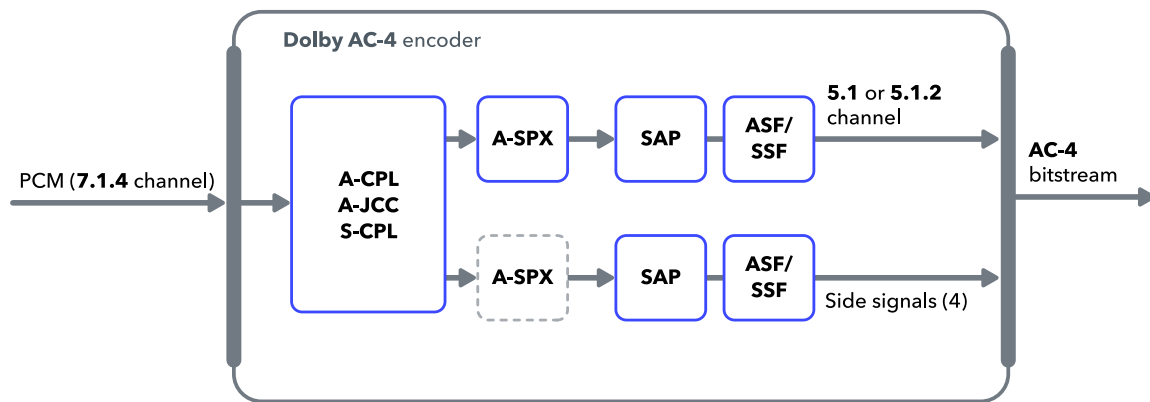 Dolby AC-4 encoder
PCM (7.1.4 channel)
A-CPL
A-JCC
S-CPL
A-SPX
SAP
ASF/
SSF
5.1 or 5.1.2
channel
A-SPX
SAP
ASF/
SSF
Side signals (4)
AC-4
bitstream